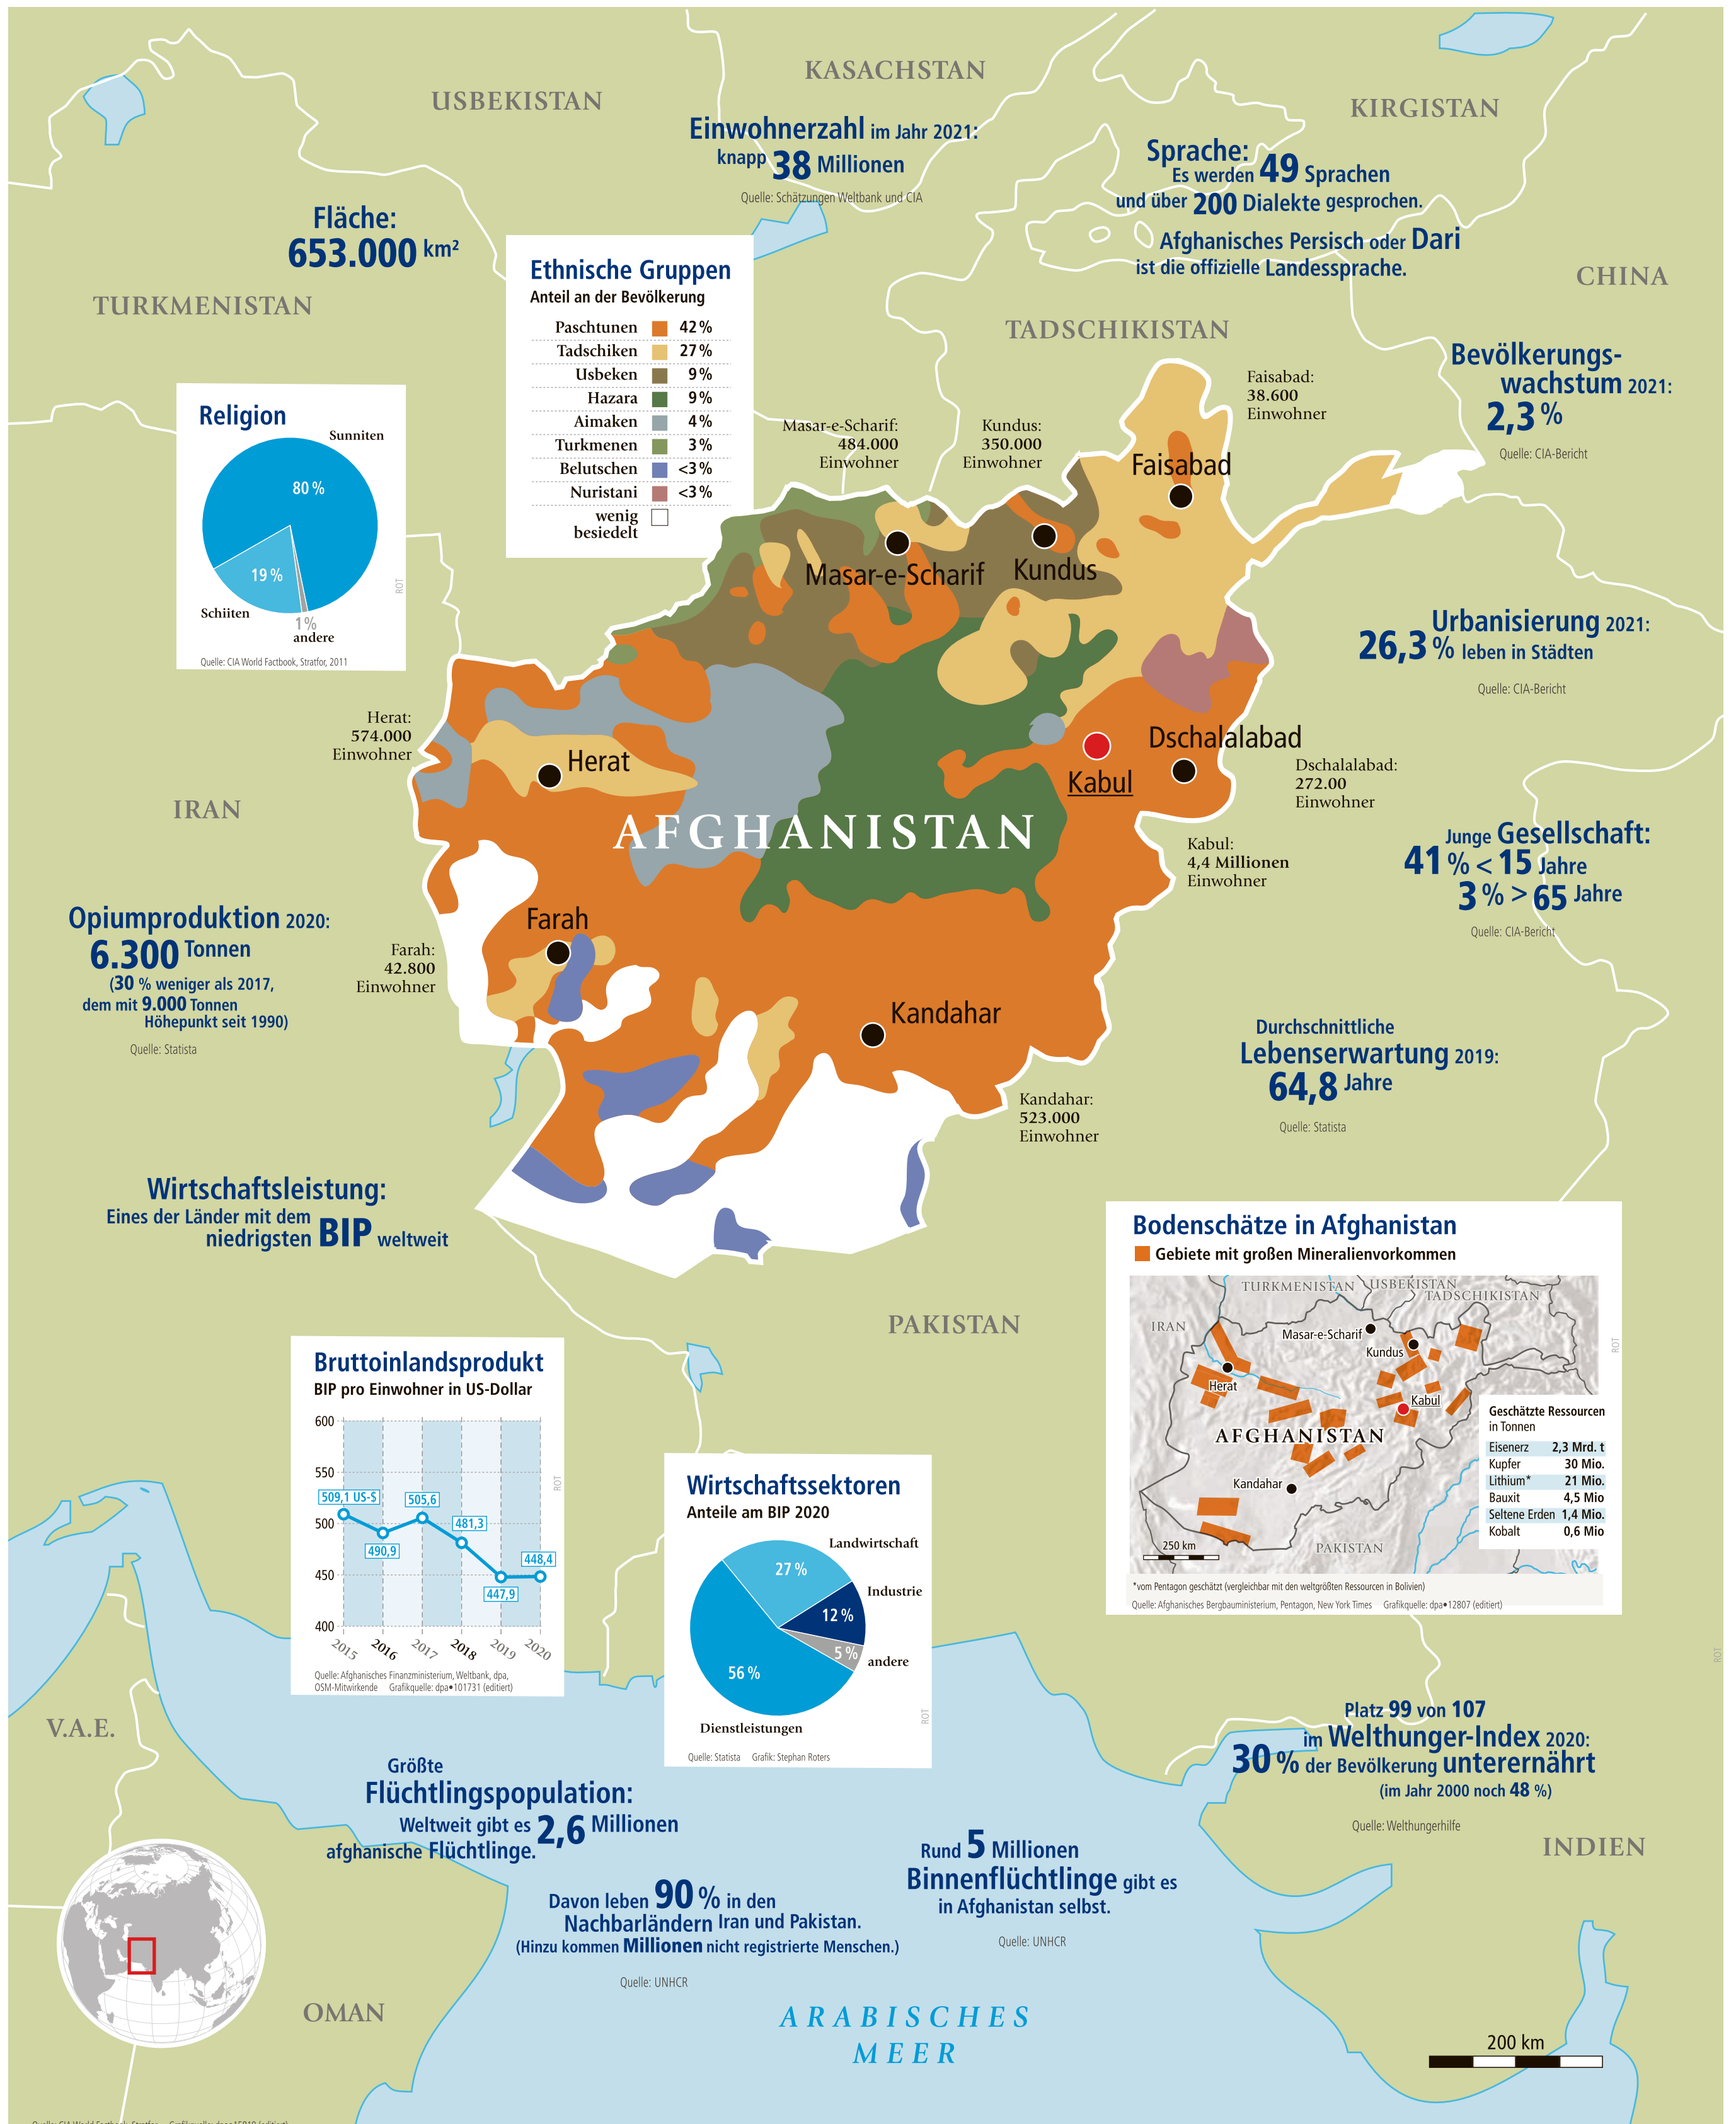 KASACHSTAN
USBEKISTAN
KIRGISTAN
Einwohnerzahl im Jahr 2021:
knapp 38 Millionen
Quelle: Schätzungen Weltbank und CIA
Sprache:
Es werden 49 Sprachen
und über 200 Dialekte gesprochen.
Afghanisches Persisch oder Dari
ist die offizielle Landessprache.
Fläche:
653.000 km²
TURKMENISTAN
CHINA
TADSCHIKISTAN
Ethnische Gruppen
Anteil an der Bevölkerung
Paschtunen 42 %
Tadschiken 27 %
Usbeken 9 %
Hazara 9 %
Aimaken 4 %
Turkmenen 3 %
Belutschen <3 %
Nuristani <3 %
wenig
besiedelt
Bevölkerungs-
wachstum 2021:
2,3 %
Quelle: CIA-Bericht
Religion
Sunniten
80 %
19 %
Schiiten
1 %
andere
Quelle: CIA World Factbook, Stratfor, 2011
ROT
Masar-e-Scharif:
484.000
Einwohner
Kundus:
350.000
Einwohner
Faisabad:
38.600
Einwohner
Faisabad
Masar-e-Scharif
Kundus
Urbanisierung 2021:
26,3 % leben in Städten
Quelle: CIA-Bericht
Herat:
574.000
Einwohner
Herat
Kabul
Dschalalabad
Dschalalabad:
272.00
Einwohner
IRAN
AFGHANISTAN
Kabul:
4,4 Millionen
Einwohner
Junge Gesellschaft:
41 % < 15 Jahre
3 % > 65 Jahre
Quelle: CIA-Bericht
Opiumproduktion 2020:
6.300 Tonnen
(30 % weniger als 2017,
dem mit 9.000 Tonnen
Höhepunkt seit 1990)
Quelle: Statista
Farah
Farah:
42.800
Einwohner
Kandahar
Kandahar:
523.000
Einwohner
Durchschnittliche
Lebenserwartung 2019:
64,8 Jahre
Quelle: Statista
Wirtschaftsleistung:
Eines der Länder mit dem
niedrigsten BIP weltweit
PAKISTAN
Bodenschätze in Afghanistan
Gebiete mit großen Mineralienvorkommen
TURKMENISTAN
USBEKISTAN
TADSCHIKISTAN
IRAN
Masar-e-Scharif
Kundus
Herat
Kabul
AFGHANISTAN
Kandahar
PAKISTAN
250 km
Geschätzte Ressourcen
in Tonnen
Eisenerz 2,3 Mrd. t
Kupfer 30 Mio.
Lithium* 21 Mio.
Bauxit 4,5 Mio
Seltene Erden 1,4 Mio.
Kobalt 0,6 Mio
*vom Pentagon geschätzt (vergleichbar mit den weltgrößten Ressourcen in Bolivien)
Quelle: Afghanisches Bergbauministerium, Pentagon, New York Times Grafikquelle: dpa•12807 (editiert)
ROT
Bruttoinlandsprodukt
BIP pro Einwohner in US-Dollar
600
550
500
450
400
509,1 US-$
490,9
505,6
481,3
447,9
448,4
2015
2016
2017
2018
2019
2020
Quelle: Afghanisches Finanzministerium, Weltbank, dpa,
OSM-Mitwirkende Grafikquelle: dpa•101731 (editiert)
ROT
Wirtschaftssektoren
Anteile am BIP 2020
Landwirtschaft
27 %
Industrie
12 %
5 %
andere
56 %
Dienstleistungen
Quelle: Statista Grafik: Stephan Roters
ROT
ROT
V.A.E.
Platz 99 von 107
im Welthunger-Index 2020:
30 % der Bevölkerung unterernährt
(im Jahr 2000 noch 48 %)
Quelle: Welthungerhilfe
INDIEN
Größte
Flüchtlingspopulation:
Weltweit gibt es 2,6 Millionen
afghanische Flüchtlinge.
Davon leben 90 % in den
Nachbarländern Iran und Pakistan.
(Hinzu kommen Millionen nicht registrierte Menschen.)
Quelle: UNHCR
Rund 5 Millionen
Binnenflüchtlinge gibt es
in Afghanistan selbst.
Quelle: UNHCR
OMAN
ARABISCHES
MEER
200 km